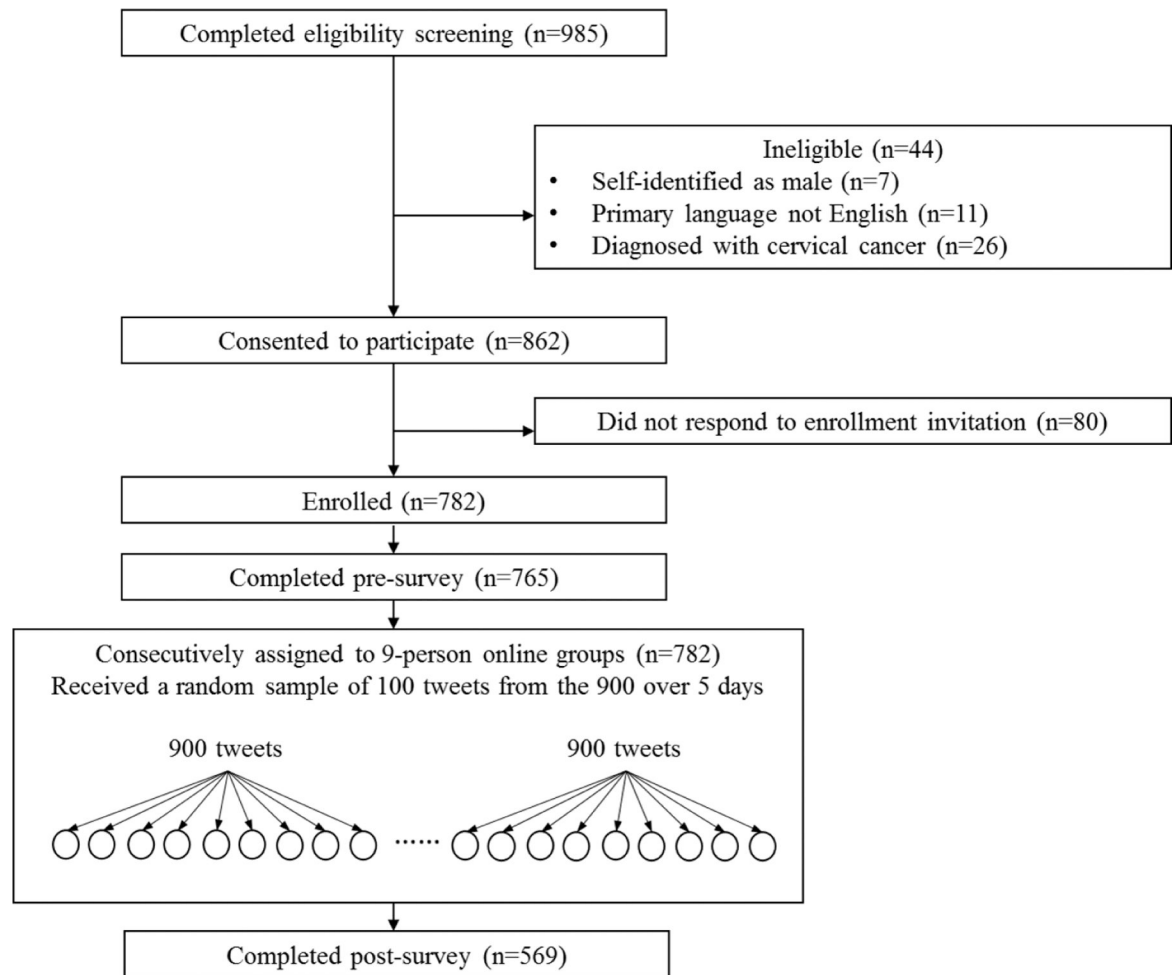 Completed eligibility screening (n=985)
Ineligible (n=44)
• Self-identified as male (n=7)
• Primary language not English (n=11)
• Diagnosed with cervical cancer (n=26)
Consented to participate (n=862)
Did not respond to enrollment invitation (n=80)
Enrolled (n=782)
Completed pre-survey (n=765)
Consecutively assigned to 9-person online groups (n=782)
Received a random sample of 100 tweets from the 900 over 5 days
900 tweets
900 tweets
......
Completed post-survey (n=569)